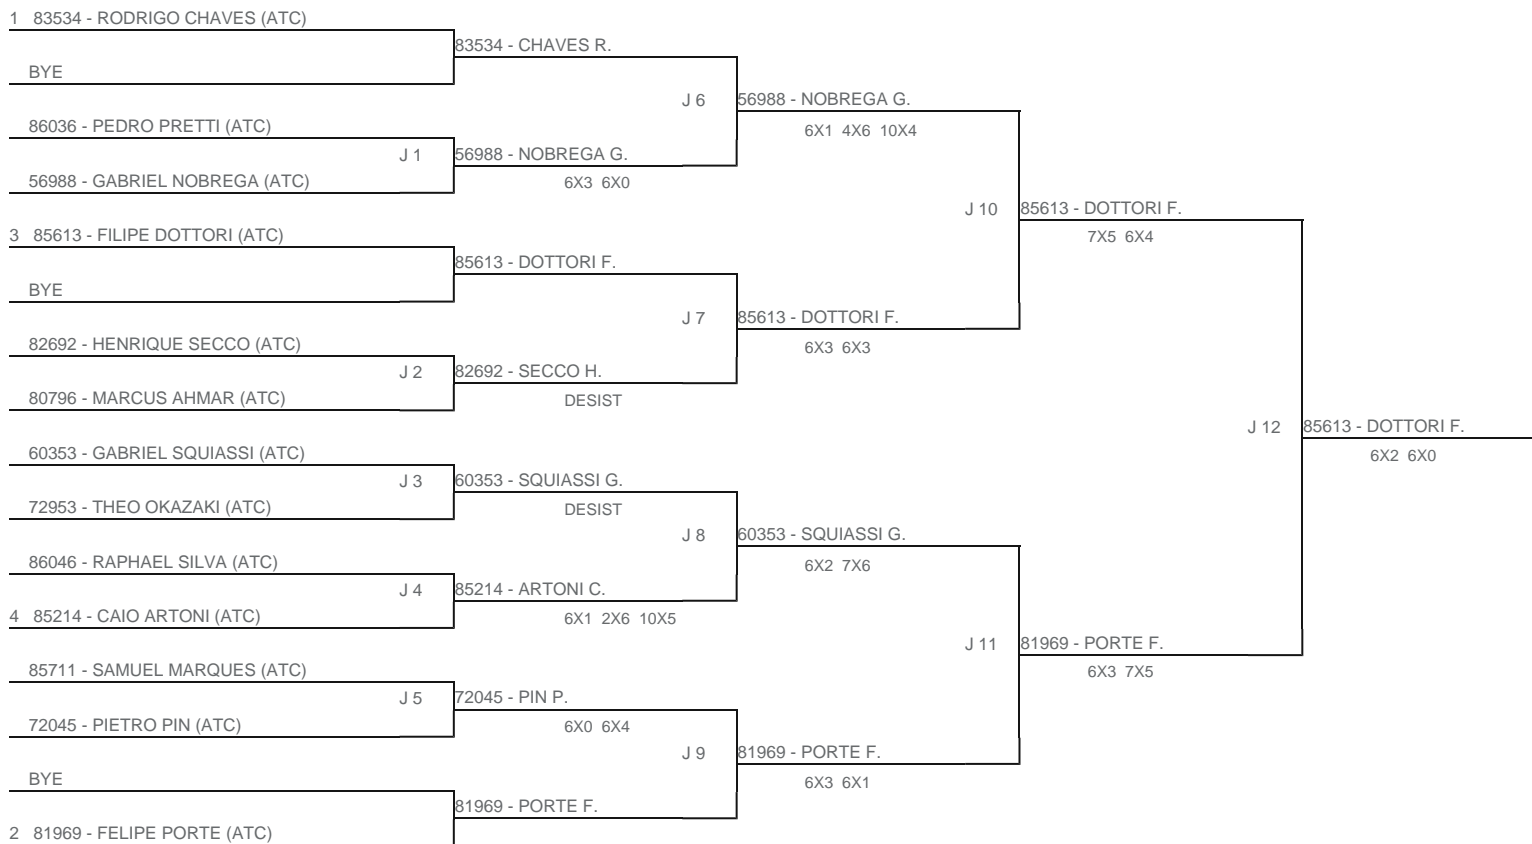 1 83534 - RODRIGO CHAVES (ATC)
83534 - CHAVES R.
BYE
J 6 56988 - NOBREGA G.
86036 - PEDRO PRETTI (ATC)
6X1 4X6 10X4
J 1 56988 - NOBREGA G.
56988 - GABRIEL NOBREGA (ATC)
6X3 6X0
J 10 85613 - DOTTORI F.
3 85613 - FILIPE DOTTORI (ATC)
7X5 6X4
85613 - DOTTORI F.
BYE
J 7 85613 - DOTTORI F.
82692 - HENRIQUE SECCO (ATC)
6X3 6X3
J 2 82692 - SECCO H.
80796 - MARCUS AHMAR (ATC)
DESIST
J 12 85613 - DOTTORI F.
60353 - GABRIEL SQUIASSI (ATC)
6X2 6X0
J 3 60353 - SQUIASSI G.
72953 - THEO OKAZAKI (ATC)
DESIST
J 8 60353 - SQUIASSI G.
86046 - RAPHAEL SILVA (ATC)
6X2 7X6
J 4 85214 - ARTONI C.
4 85214 - CAIO ARTONI (ATC)
6X1 2X6 10X5
J 11 81969 - PORTE F.
85711 - SAMUEL MARQUES (ATC)
6X3 7X5
J 5 72045 - PIN P.
72045 - PIETRO PIN (ATC)
6X0 6X4
J 9 81969 - PORTE F.
BYE
6X3 6X1
81969 - PORTE F.
2 81969 - FELIPE PORTE (ATC)